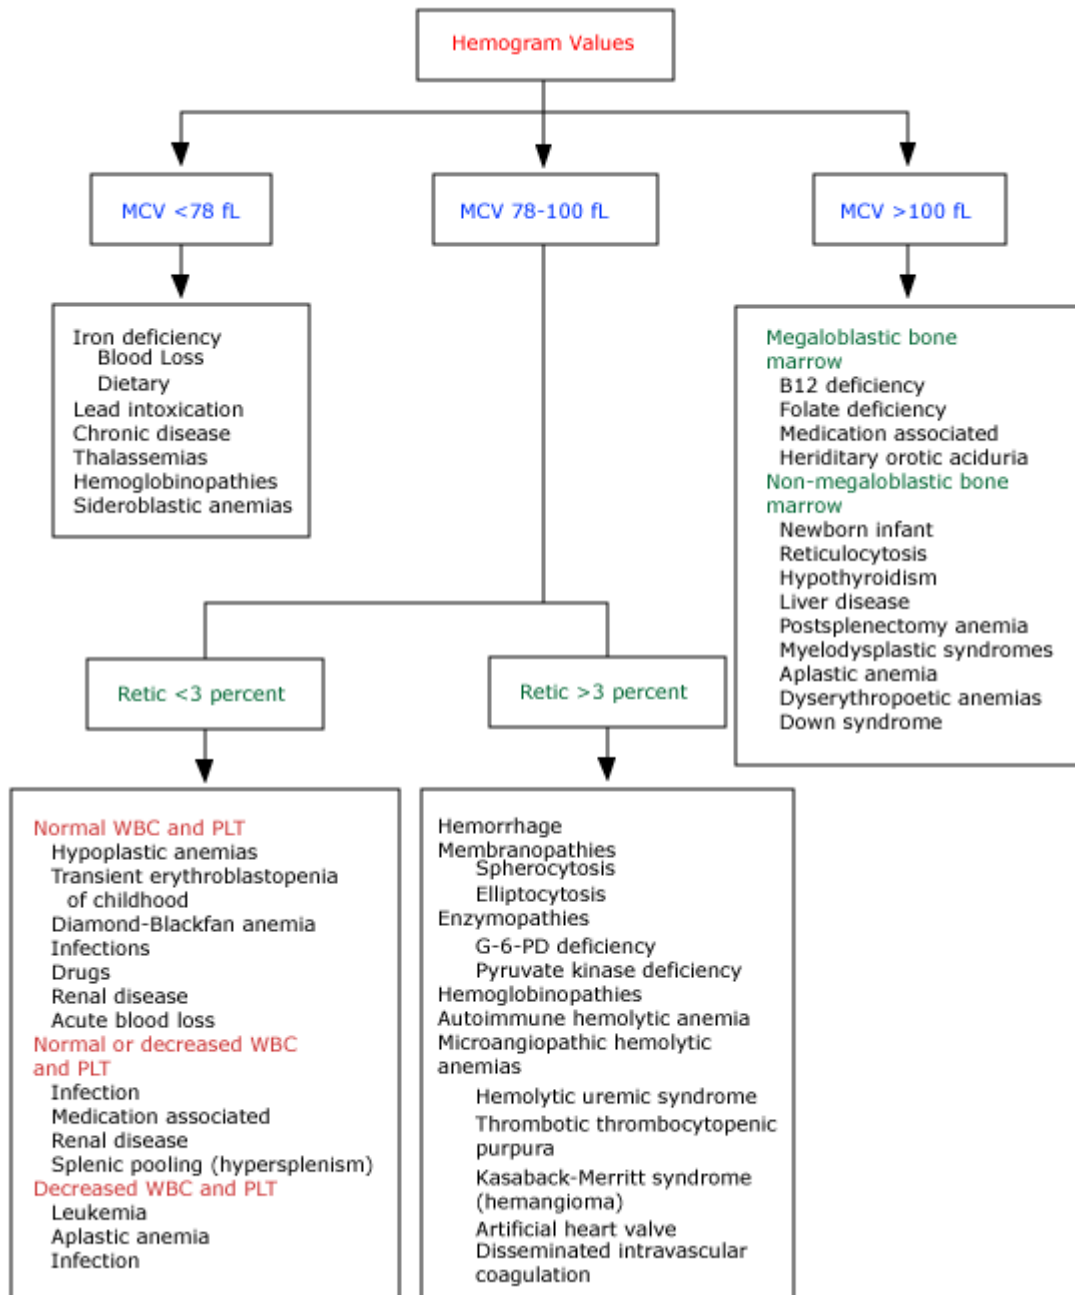 Hemogram Values
MCV <78 fL
MCV 78-100 fL
MCV >100 fL
Iron deficiency
Blood Loss
Dietary
Lead intoxication
Chronic disease
Thalassemias
Hemoglobinopathies
Sideroblastic anemias
Megaloblastic bone
marrow
B12 deficiency
Folate deficiency
Medication associated
Heriditary orotic aciduria
Non-megaloblastic bone
marrow
Newborn infant
Reticulocytosis
Hypothyroidism
Liver disease
Postsplenectomy anemia
Myelodysplastic syndromes
Aplastic anemia
Dyserythropoetic anemias
Down syndrome
Retic <3 percent
Retic >3 percent
Normal WBC and PLT
Hypoplastic anemias
Transient erythroblastopenia
of childhood
Diamond-Blackfan anemia
Infections
Drugs
Renal disease
Acute blood loss
Normal or decreased WBC
and PLT
Infection
Medication associated
Renal disease
Splenic pooling (hypersplenism)
Decreased WBC and PLT
Leukemia
Aplastic anemia
Infection
Hemorrhage
Membranopathies
Spherocytosis
Elliptocytosis
Enzymopathies
G-6-PD deficiency
Pyruvate kinase deficiency
Hemoglobinopathies
Autoimmune hemolytic anemia
Microangiopathic hemolytic
anemias
Hemolytic uremic syndrome
Thrombotic thrombocytopenic
purpura
Kasaback-Merritt syndrome
(hemangioma)
Artificial heart valve
Disseminated intravascular
coagulation